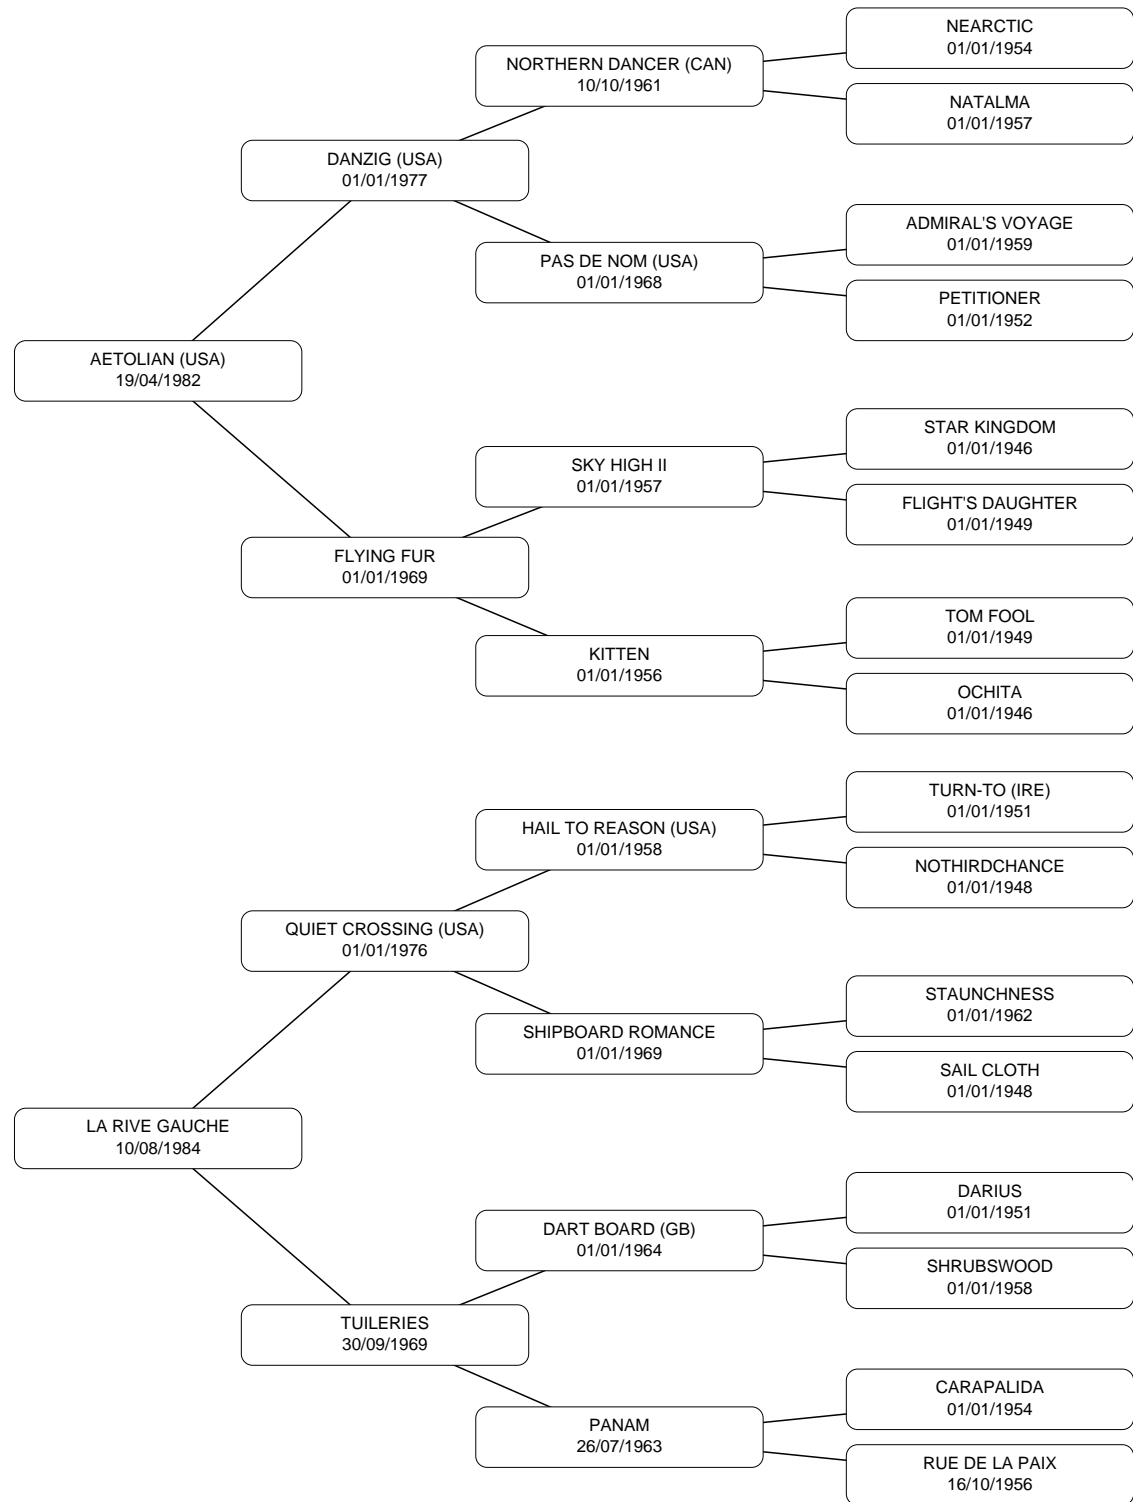 NEARCTIC
01/01/1954
NORTHERN DANCER (CAN)
10/10/1961
NATALMA
01/01/1957
DANZIG (USA)
01/01/1977
ADMIRAL'S VOYAGE
01/01/1959
PAS DE NOM (USA)
01/01/1968
PETITIONER
01/01/1952
AETOLIAN (USA)
19/04/1982
STAR KINGDOM
01/01/1946
SKY HIGH II
01/01/1957
FLIGHT'S DAUGHTER
01/01/1949
FLYING FUR
01/01/1969
TOM FOOL
01/01/1949
KITTEN
01/01/1956
OCHITA
01/01/1946
TURN-TO (IRE)
01/01/1951
HAIL TO REASON (USA)
01/01/1958
NOTHIRDCHANCE
01/01/1948
QUIET CROSSING (USA)
01/01/1976
STAUNCHNESS
01/01/1962
SHIPBOARD ROMANCE
01/01/1969
SAIL CLOTH
01/01/1948
LA RIVE GAUCHE
10/08/1984
DARIUS
01/01/1951
DART BOARD (GB)
01/01/1964
SHRUBSWOOD
01/01/1958
TUILERIES
30/09/1969
CARAPALIDA
01/01/1954
PANAM
26/07/1963
RUE DE LA PAIX
16/10/1956